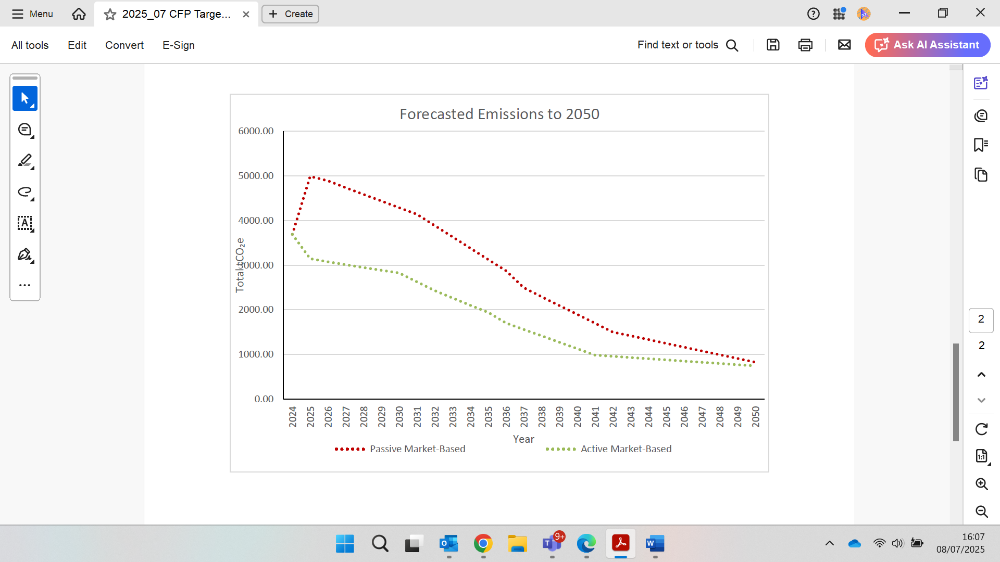 Menu
2025_07 CFP Targe...
Create
All tools
Edit
Convert
E-Sign
Find text or tools
Ask AI Assistant
A
Forecasted Emissions to 2050
6000.00
5000.00
4000.00
3000.00
2000.00
1000.00
0.00
Total tCO₂e
2024
2025
2026
2027
2028
2029
2030
2031
2032
2033
2034
2035
2036
2037
2038
2039
2040
2041
2042
2043
2044
2045
2046
2047
2048
2049
2050
Year
Passive Market-Based
Active Market-Based
2
2
1:1
O
T
9+
W
16:07
08/07/2025